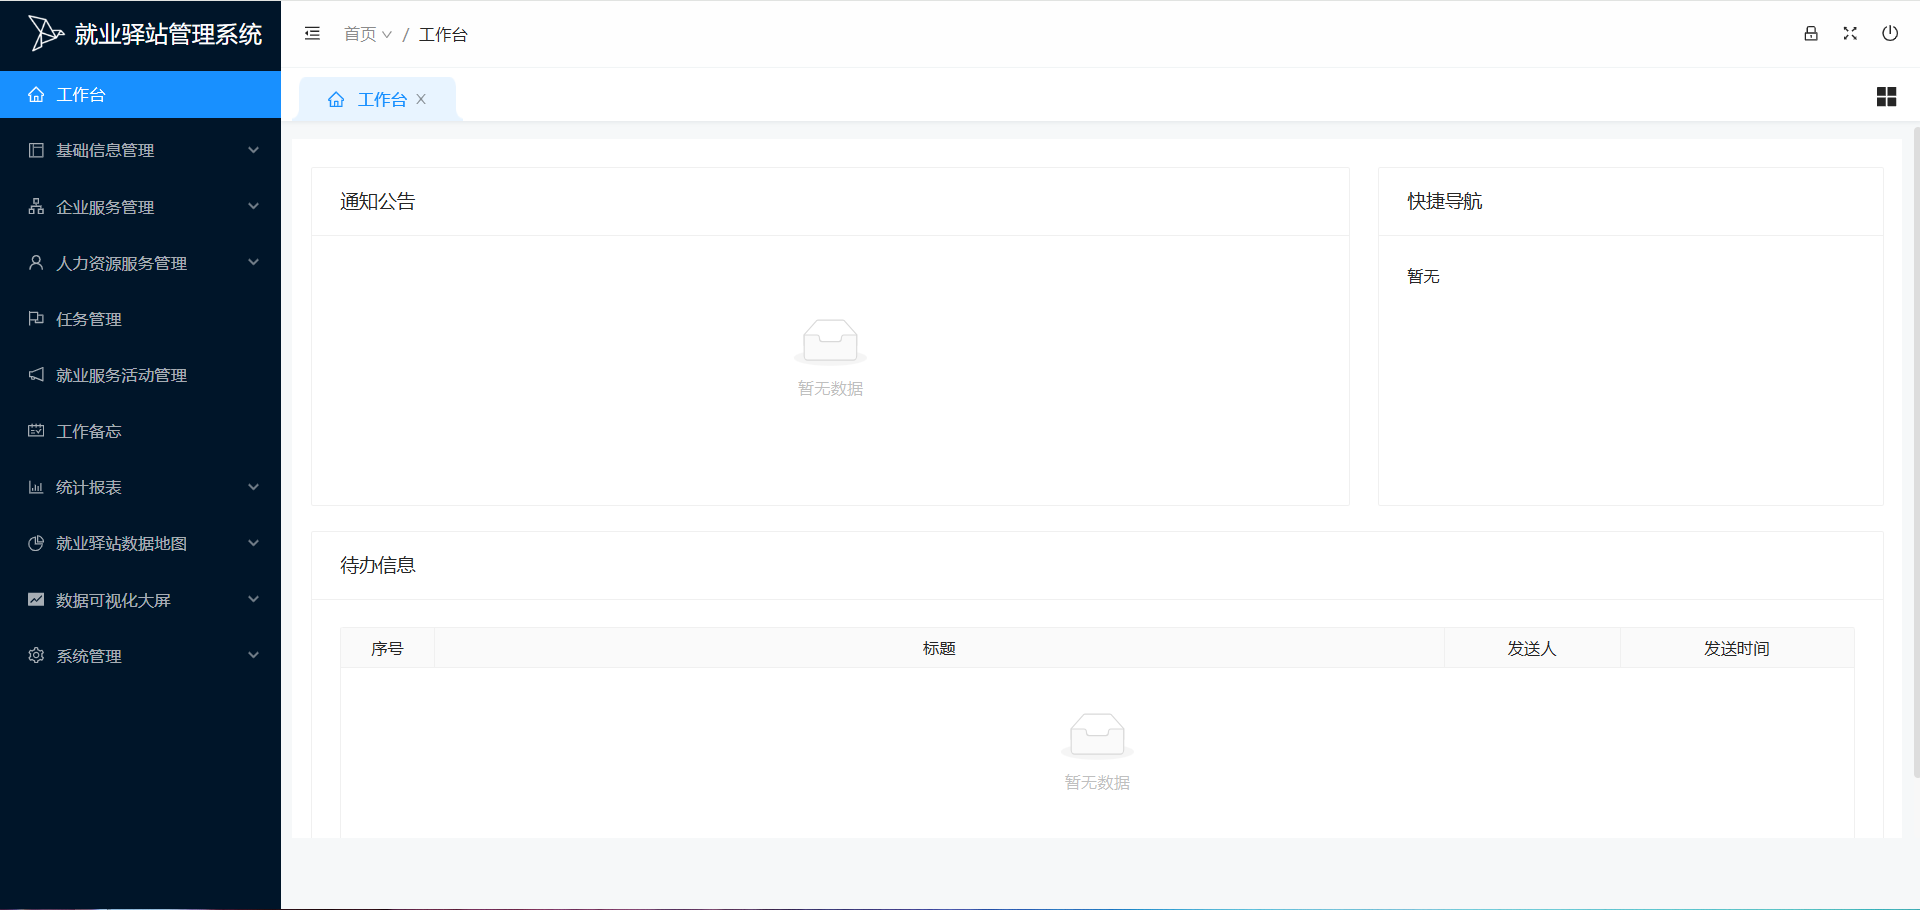 就业驿站管理系统
首页 / 工作台
工作台
工作台
基础信息管理
企业服务管理
人力资源服务管理
任务管理
就业服务活动管理
工作备忘
统计报表
就业驿站数据地图
数据可视化大屏
系统管理
通知公告
暂无数据
快捷导航
暂无
待办信息
序号 标题 发送人 发送时间
暂无数据